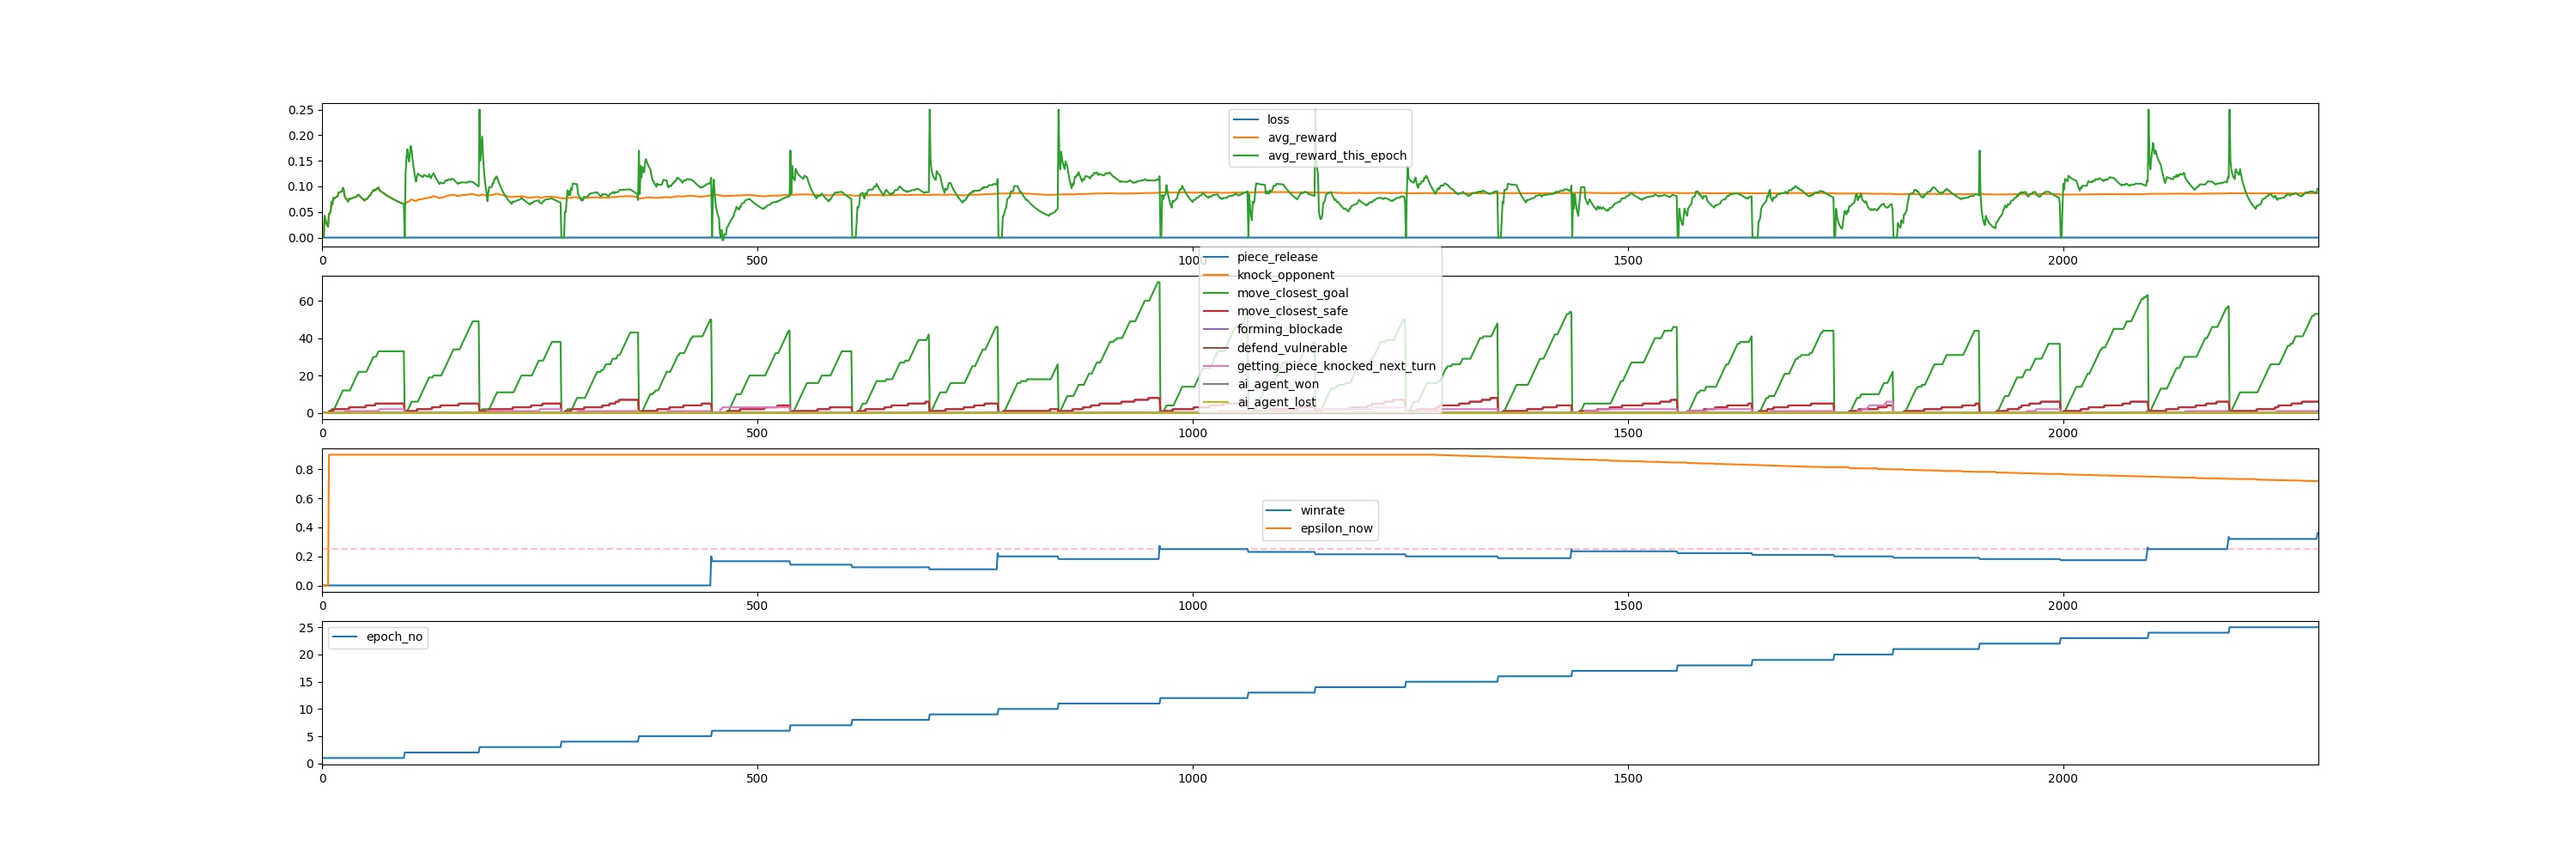 0.25
0.20
0.15
0.10
0.05
0.00
loss
avg_reward
avg_reward_this_epoch
0 500 1000 1500 2000
60
40
20
0
piece_release
knock_opponent
move_closest_goal
move_closest_safe
forming_blockade
defend_vulnerable
getting_piece_knocked_next_turn
ai_agent_won
ai_agent_lost
0 500 1000 1500 2000
0.8
0.6
0.4
0.2
0.0
winrate
epsilon_now
0 500 1000 1500 2000
25
20
15
10
5
0
epoch_no
0 500 1000 1500 2000